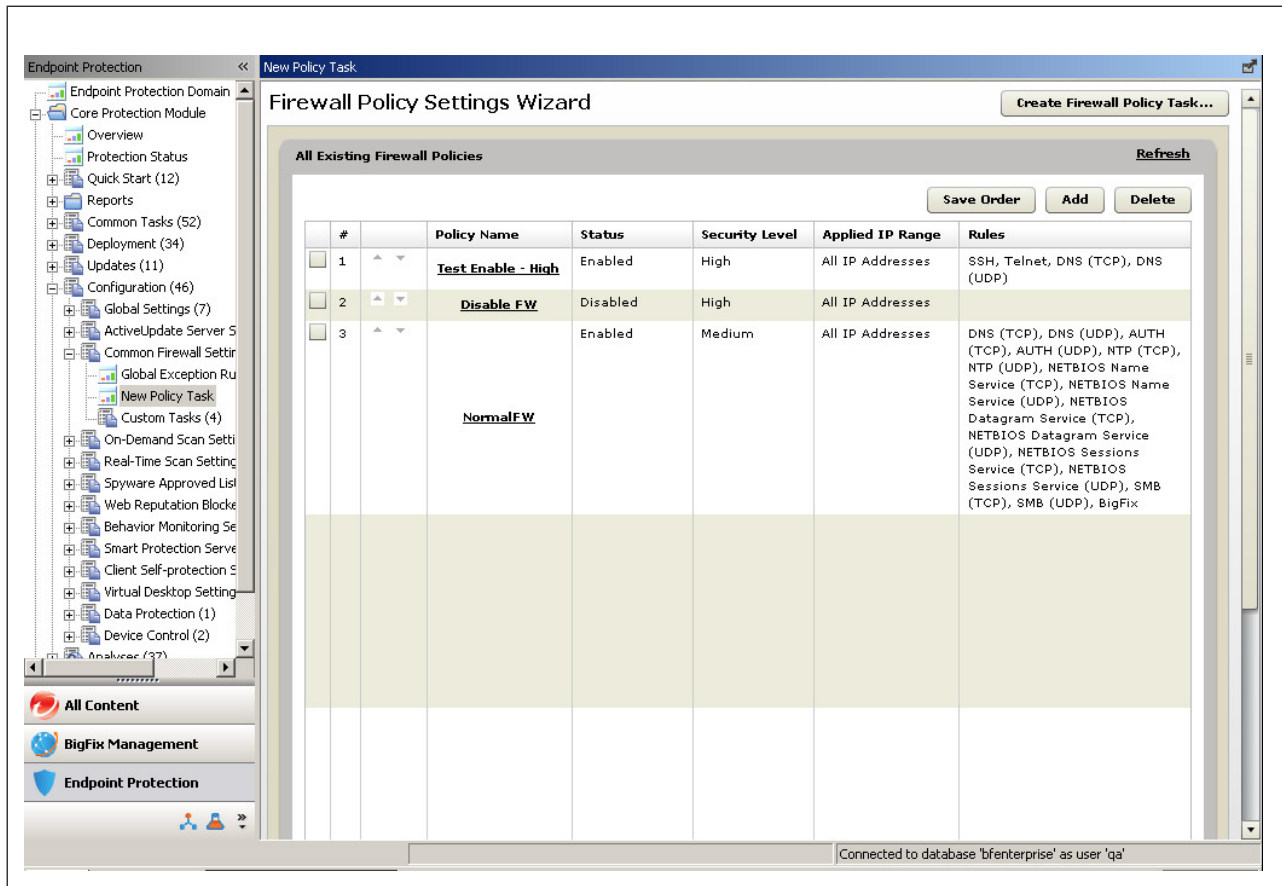 Endpoint Protection
New Policy Task
Endpoint Protection Domain
Core Protection Module
Overview
Protection Status
Quick Start (12)
Reports
Common Tasks (52)
Deployment (34)
Updates (11)
Configuration (46)
Global Settings (7)
ActiveUpdate Server S
Common Firewall Settin
Global Exception Ru
New Policy Task
Custom Tasks (4)
On-Demand Scan Setti
Real-Time Scan Setting
Spyware Approved List
Web Reputation Blocke
Behavior Monitoring Se
Smart Protection Serve
Client Self-protection S
Virtual Desktop Setting
Data Protection (1)
Device Control (2)
Analyses (37)
All Content
BigFix Management
Endpoint Protection
Firewall Policy Settings Wizard
Create Firewall Policy Task...
All Existing Firewall Policies
Refresh
Save Order
Add
Delete
# Policy Name Status Security Level Applied IP Range Rules
1 Test Enable - High Enabled High All IP Addresses SSH, Telnet, DNS (TCP), DNS
(UDP)
2 Disable FW Disabled High All IP Addresses
3 NormalFW Enabled Medium All IP Addresses DNS (TCP), DNS (UDP), AUTH
(TCP), AUTH (UDP), NTP (TCP),
NTP (UDP), NETBIOS Name
Service (TCP), NETBIOS Name
Service (UDP), NETBIOS
Datagram Service (TCP),
NETBIOS Datagram Service
(UDP), NETBIOS Sessions
Service (TCP), NETBIOS
Sessions Service (UDP), SMB
(TCP), SMB (UDP), BigFix
Connected to database 'bfenterprise' as user 'qa'